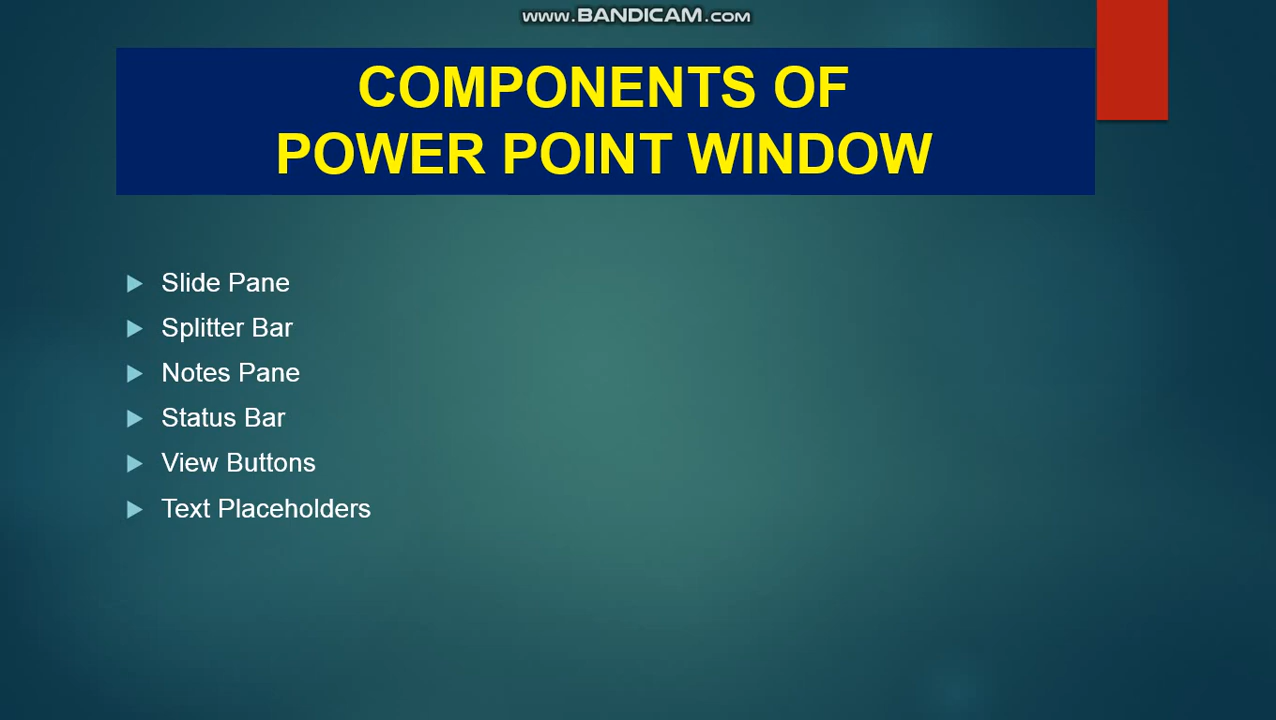 www.BANDICAM.com
COMPONENTS OF
POWER POINT WINDOW
Slide Pane
Splitter Bar
Notes Pane
Status Bar
View Buttons
Text Placeholders